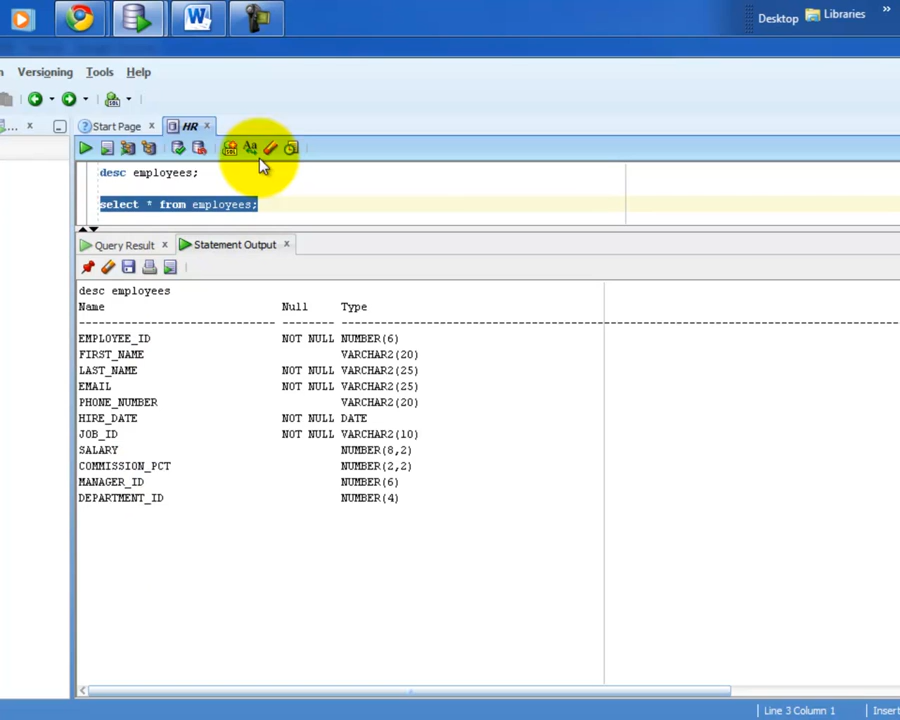 Desktop
Libraries
»
n Versioning Tools Help
... x
Start Page x HR x
desc employees;
select * from employees;
Query Result x Statement Output x
desc employees
Name Null Type
------------------------------ -------- ------------------------------------------------------------------------------------
EMPLOYEE_ID NOT NULL NUMBER(6)
FIRST_NAME VARCHAR2(20)
LAST_NAME NOT NULL VARCHAR2(25)
EMAIL NOT NULL VARCHAR2(25)
PHONE_NUMBER VARCHAR2(20)
HIRE_DATE NOT NULL DATE
JOB_ID NOT NULL VARCHAR2(10)
SALARY NUMBER(8,2)
COMMISSION_PCT NUMBER(2,2)
MANAGER_ID NUMBER(6)
DEPARTMENT_ID NUMBER(4)
Line 3 Column 1 Insert